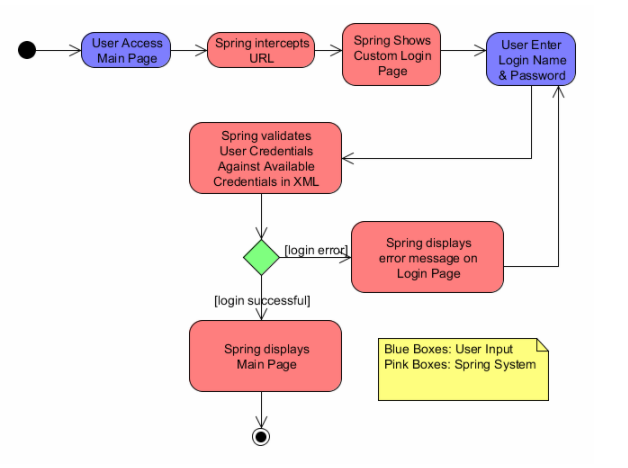 User Access
Main Page
Spring intercepts
URL
Spring Shows
Custom Login
Page
User Enter
Login Name
& Password
Spring validates
User Credentials
Against Available
Credentials in XML
[login error]
Spring displays
error message on
Login Page
[login successful]
Spring displays
Main Page
Blue Boxes: User Input
Pink Boxes: Spring System